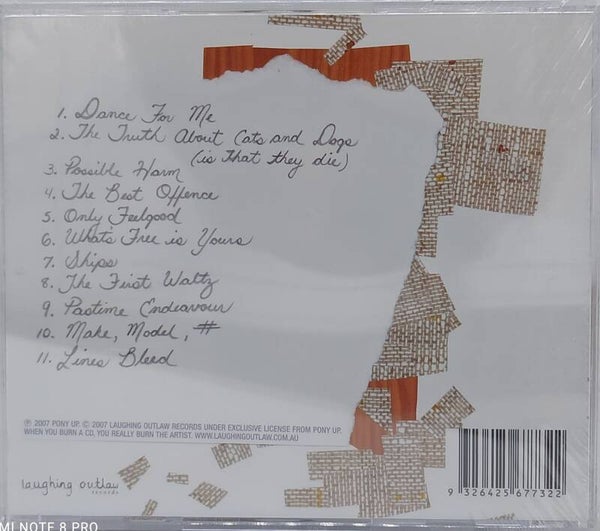 1. Dance For Me
2. The Truth About Cats and Dogs
(is that they die)
3. Possible Harm
4. The Best Offence
5. Only Feelgood
6. Whats Free is Yours
7. Ships
8. The First Waltz
9. Pastime Endeavour
10. Make, Model, #
11. Lines Bleed
℗ 2007 PONY UP. © 2007 LAUGHING OUTLAW RECORDS UNDER EXCLUSIVE LICENSE FROM PONY UP.
WHEN YOU BURN A CD, YOU REALLY BURN THE ARTIST. WWW.LAUGHINGOUTLAW.COM.AU
laughing outlaw
records
9 326425 677322
MI NOTE 8 PRO